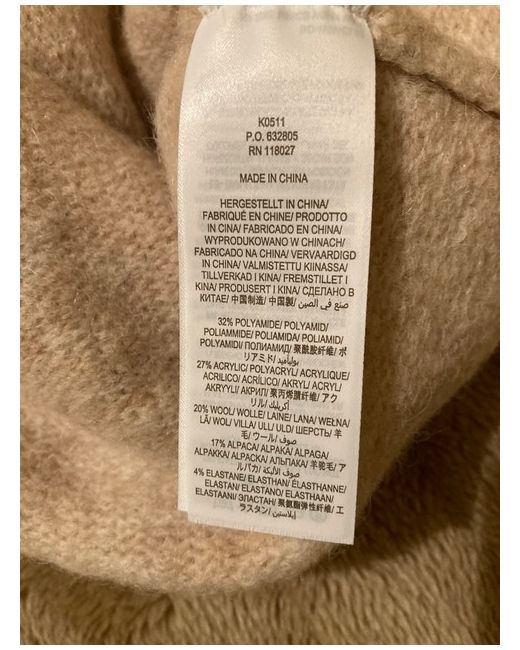 K0511
P.O. 632805
RN 118027
MADE IN CHINA
HERGESTELLT IN CHINA/
FABRIQUÉ EN CHINE/ PRODOTTO
IN CINA/ FABRICADO EN CHINA/
WYPRODUKOWANO W CHINACH/
FABRICADO NA CHINA/ VERVAARDIGD
IN CHINA/ VALMISTETTU KIINASSA/
TILLVERKAD I KINA/ FREMSTILLET I
KINA/ PRODUSERT I KINA/ СДЕЛАНО В
КИТАЕ/ 中国制造/ 中国製/ صنع في الصين
32% POLYAMIDE/ POLYAMID/
POLIAMMIDE/ POLIAMIDA/ POLIAMID/
POLYAMIDI/ ПОЛИАМИД/ 聚酰胺纤维/ ポ
リアミド/ بوليأميد
27% ACRYLIC/ POLYACRYL/ ACRYLIQUE/
ACRILICO/ ACRÍLICO/ AKRYL/ ACRYL/
AKRYYLI/ АКРИЛ/ 聚丙烯腈纤维/ アク
リル/ أكريليك
20% WOOL/ WOLLE/ LAINE/ LANA/ WEŁNA/
LÃ/ WOL/ VILLA/ ULL/ ULD/ ШЕРСТЬ/ 羊
毛/ ウール/ صوف
17% ALPACA/ ALPAKA/ ALPAGA/
ALPAKKA/ ALPACKA/ АЛЬПАКА/ 羊驼毛/ ア
ルパカ/ صوف الألبكة
4% ELASTANE/ ELASTHAN/ ÉLASTHANNE/
ELASTAN/ ELASTANO/ ELASTHAAN/
ELASTAANI/ ЭЛАСТАН/ 聚氨酯弹性纤维/ エ
ラスタン/ إيلاستين